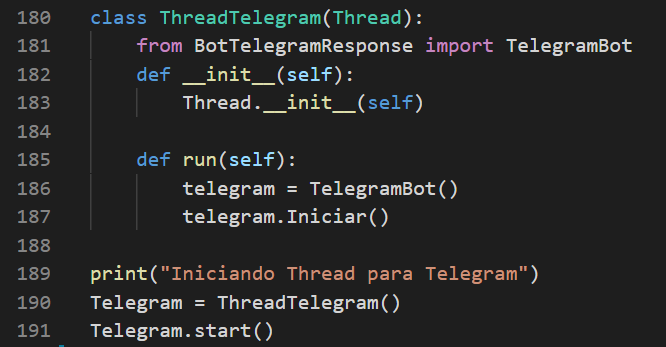 180 class ThreadTelegram(Thread):
181     from BotTelegramResponse import TelegramBot
182     def __init__(self):
183         Thread.__init__(self)
184
185     def run(self):
186         telegram = TelegramBot()
187         telegram.Iniciar()
188
189 print("Iniciando Thread para Telegram")
190 Telegram = ThreadTelegram()
191 Telegram.start()